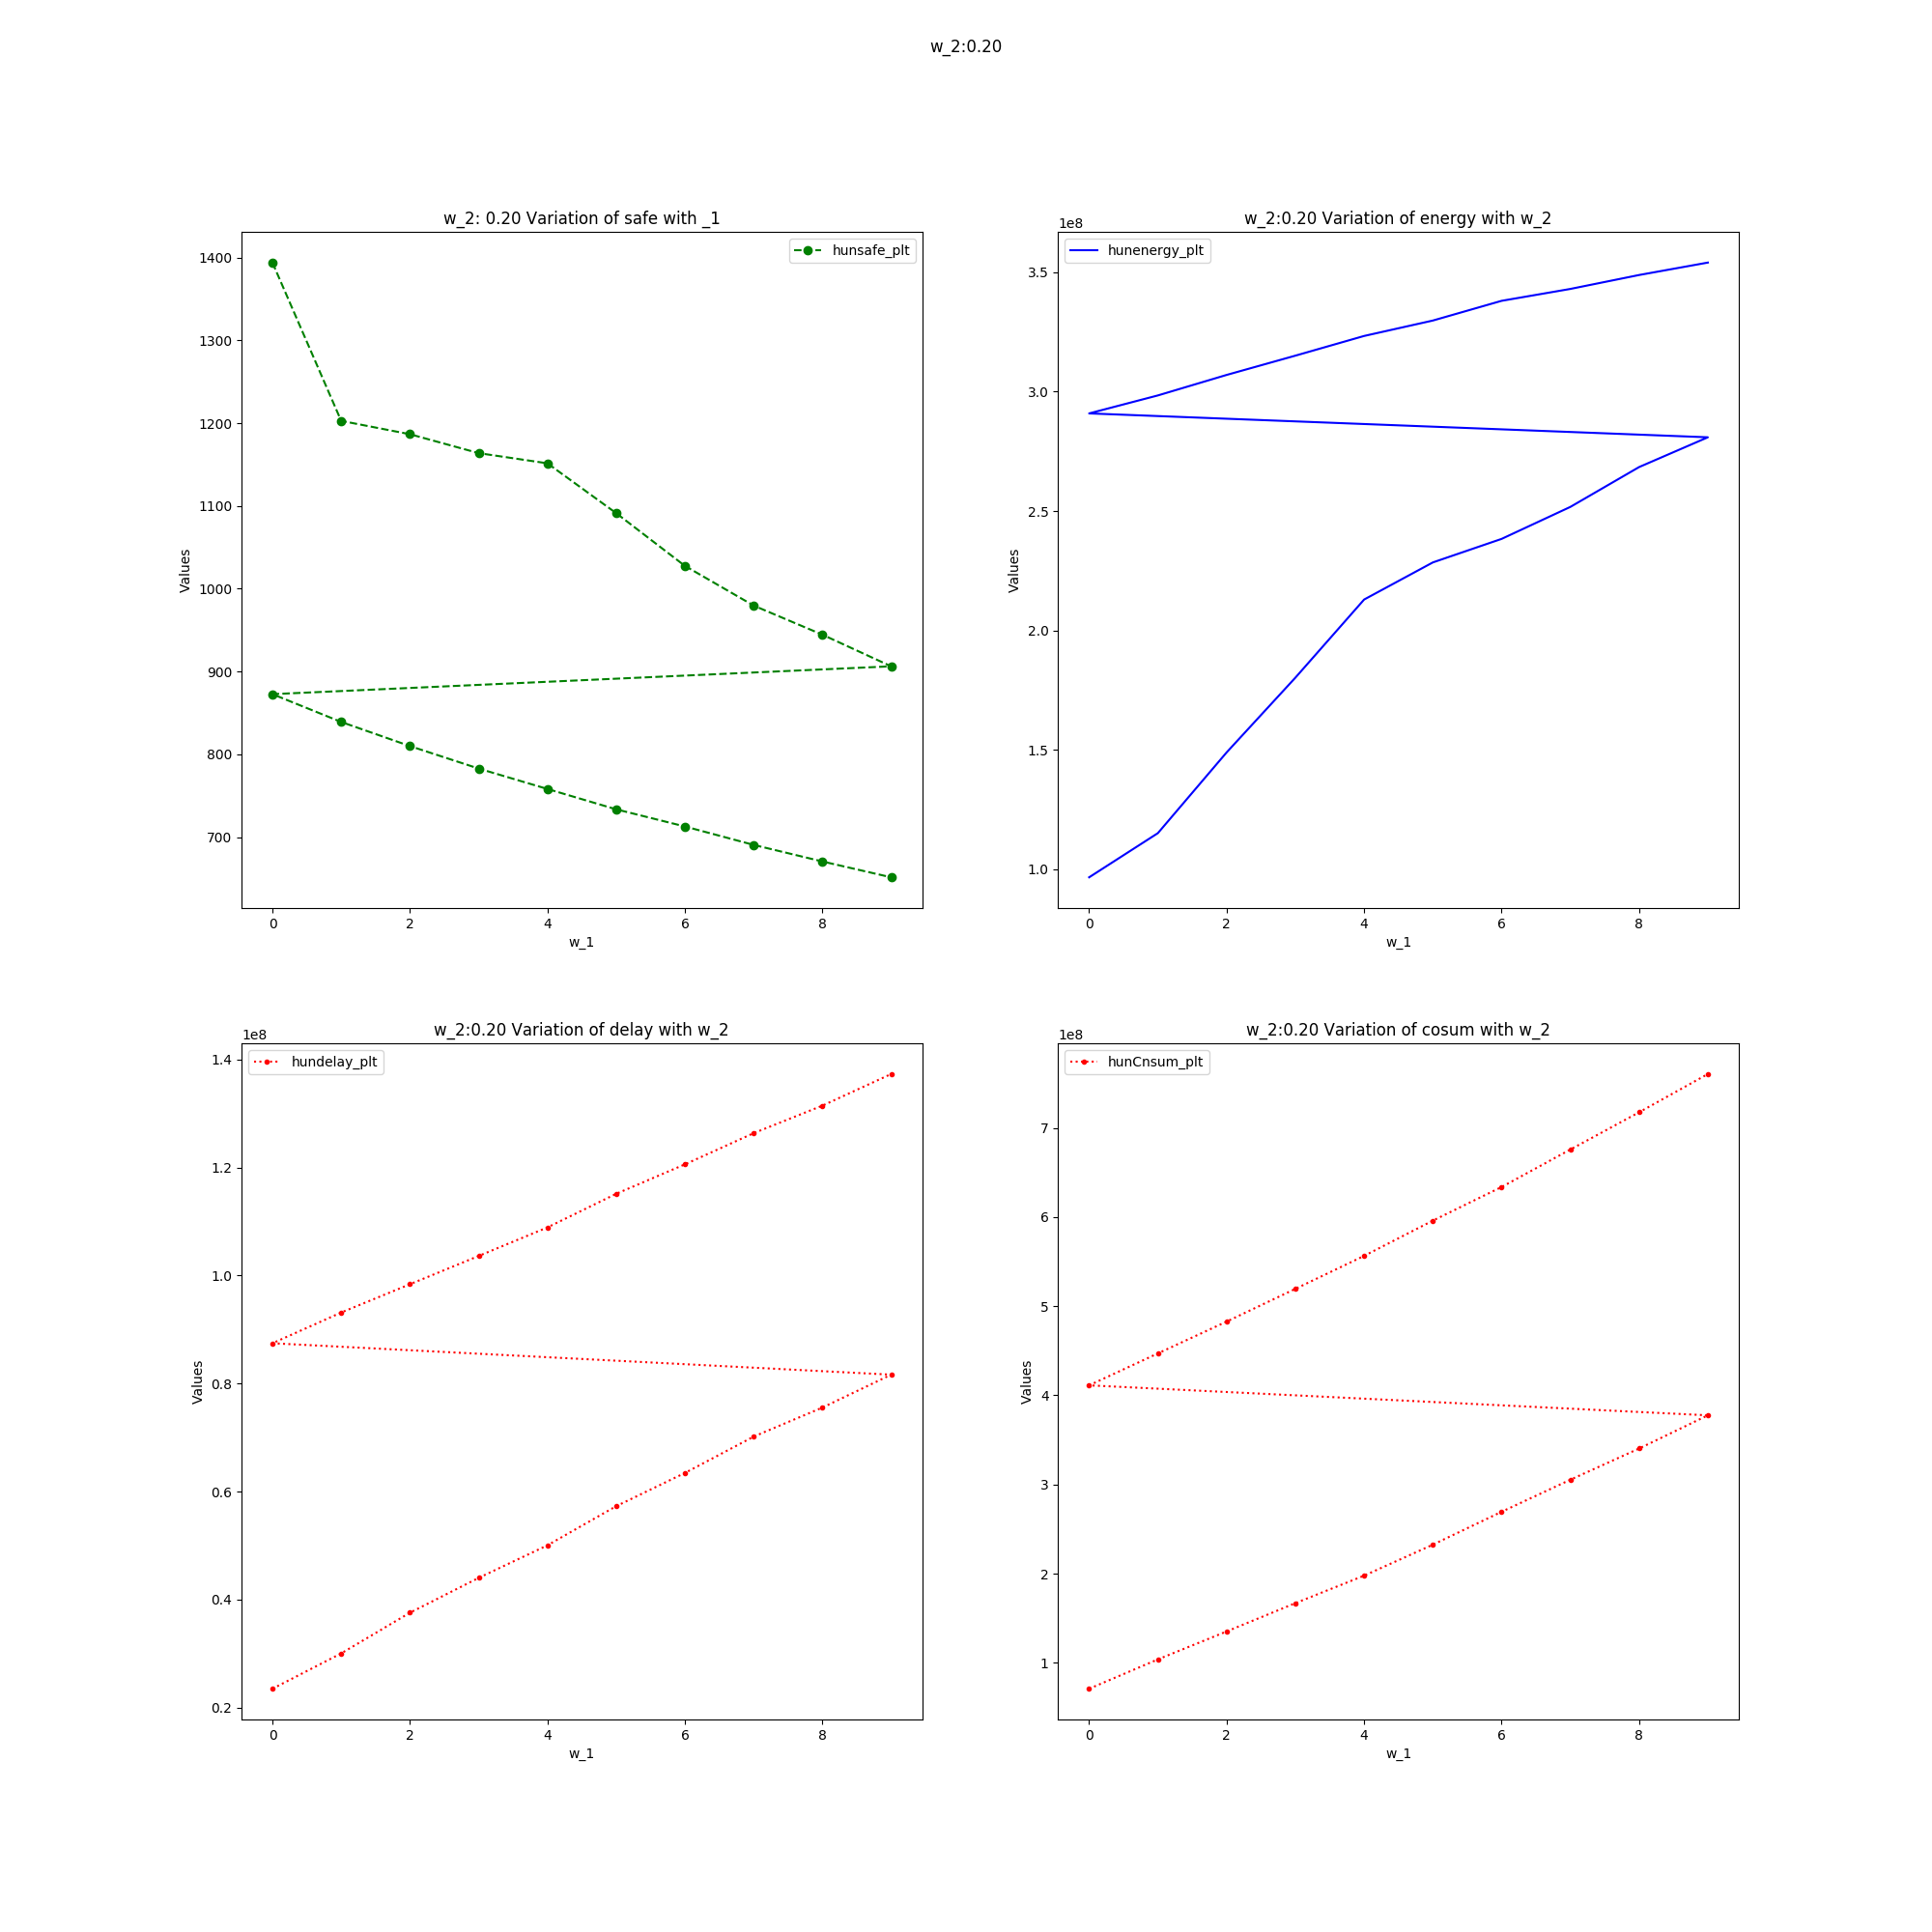 w_2:0.20
w_2: 0.20 Variation of safe with _1
hunsafe_plt
1400
1300
1200
1100
1000
900
800
700
Values
0 2 4 6 8
w_1
w_2:0.20 Variation of energy with w_2
1e8
hunenergy_plt
3.5
3.0
2.5
2.0
1.5
1.0
Values
0 2 4 6 8
w_1
w_2:0.20 Variation of delay with w_2
1e8
hundelay_plt
1.4
1.2
1.0
0.8
0.6
0.4
0.2
Values
0 2 4 6 8
w_1
w_2:0.20 Variation of cosum with w_2
1e8
hunCnsum_plt
7
6
5
4
3
2
1
Values
0 2 4 6 8
w_1